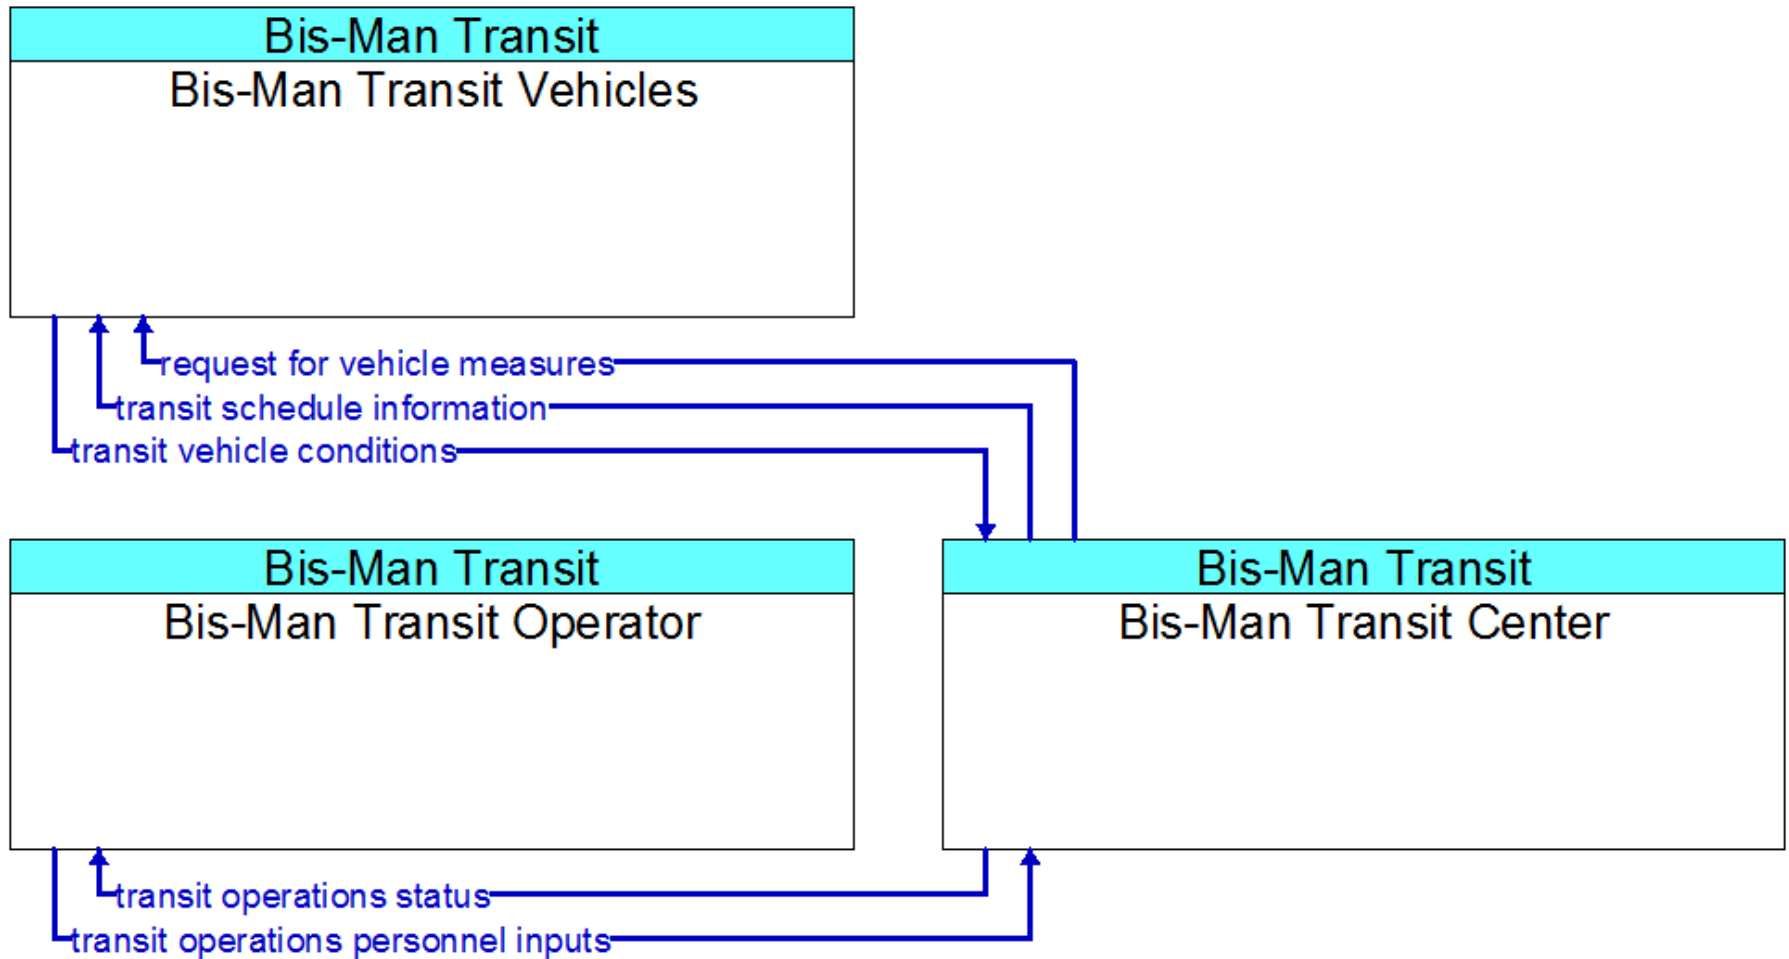 Bis-Man Transit
Bis-Man Transit Vehicles
request for vehicle measures
transit schedule information
transit vehicle conditions
Bis-Man Transit
Bis-Man Transit Operator
Bis-Man Transit
Bis-Man Transit Center
transit operations status
transit operations personnel inputs